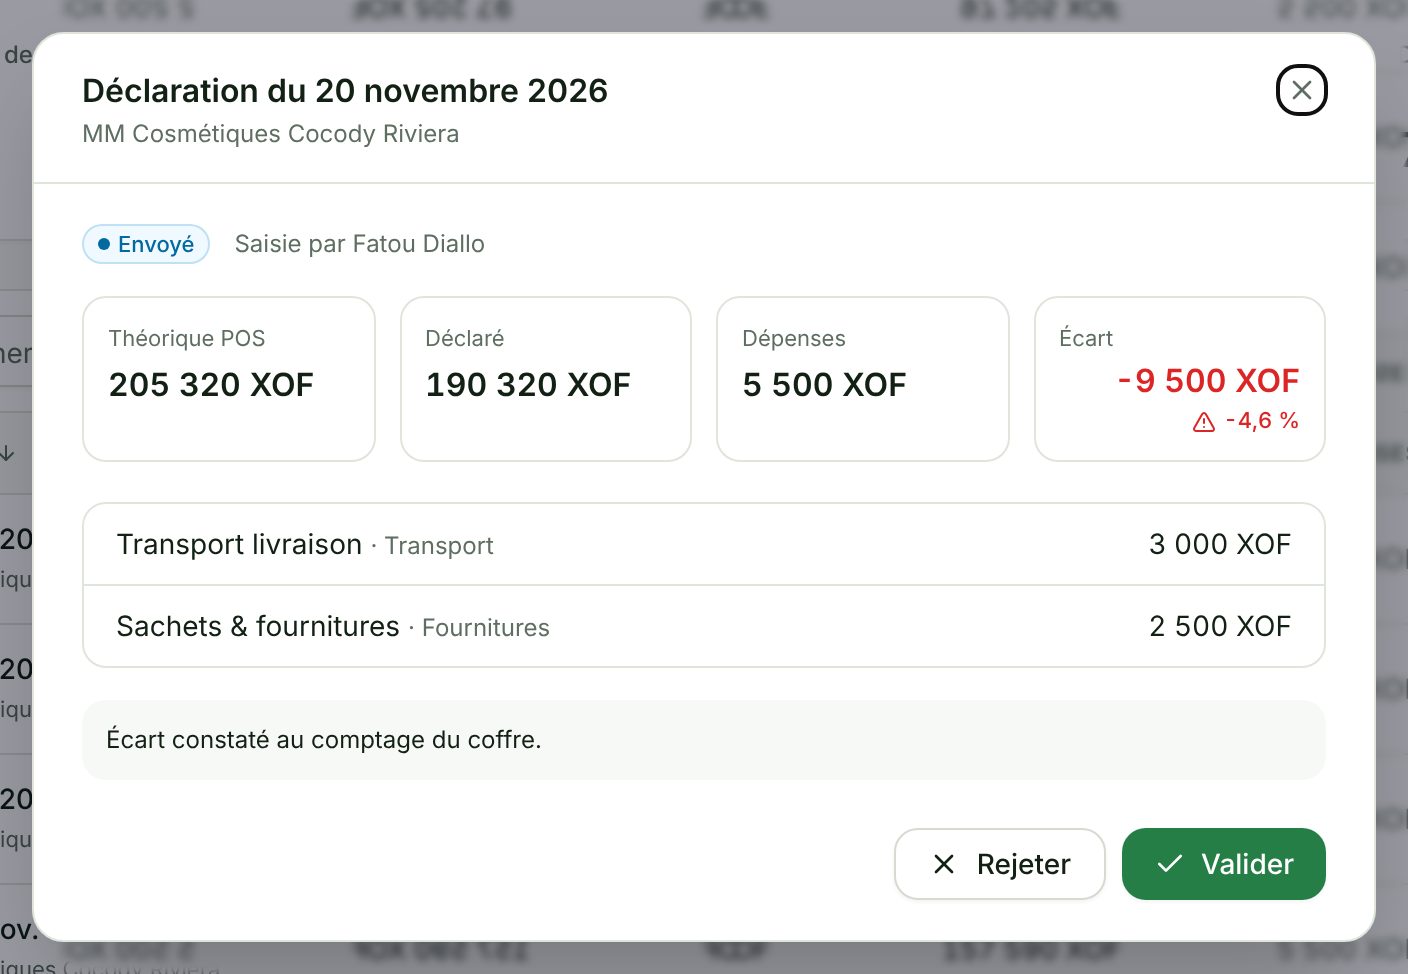 Déclaration du 20 novembre 2026
MM Cosmétiques Cocody Riviera
Envoyé Saisie par Fatou Diallo
Théorique POS
205 320 XOF
Déclaré
190 320 XOF
Dépenses
5 500 XOF
Écart
-9 500 XOF
-4,6 %
Transport livraison · Transport 3 000 XOF
Sachets & fournitures · Fournitures 2 500 XOF
Écart constaté au comptage du coffre.
Rejeter Valider